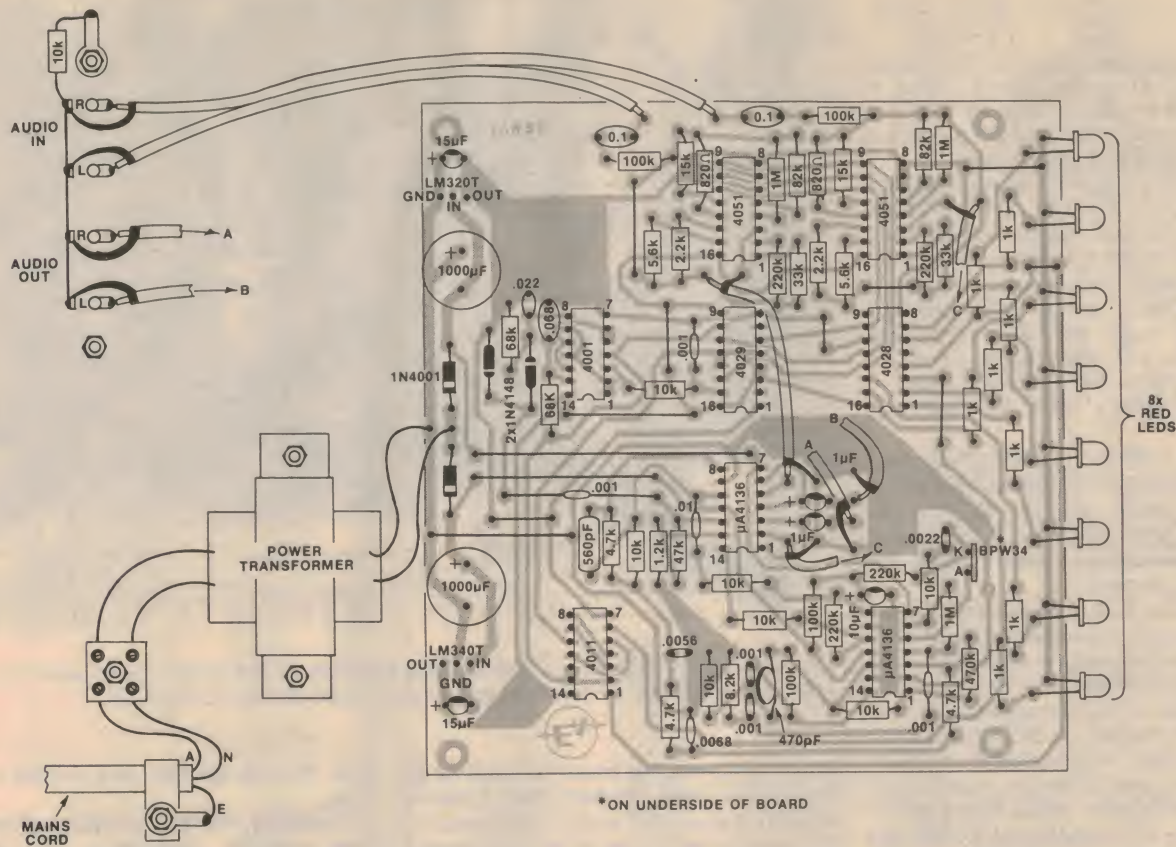 10k
R
AUDIO
IN
L
R
AUDIO
OUT
L
A
B
15µF
+
LM320T
GND OUT
IN
+
1000µF
1N4001
2x1N4148
.022
.068
68k
68K
8 7
4001
14 1
0.1
100k
0.1
100k
15k
820Ω
9 8
4051
16 1
1M
82k
820Ω
15k
9 8
4051
16 1
82k
1M
5.6k
2.2k
220k
33k
2.2k
5.6k
220k
33k
C
1k
1k
1k
1k
1k
1k
1k
1k
.001
10k
9 8
4029
16 1
9 8
4028
16 1
8x
RED
LEDS
B
A
1µF
+
+
1µF
C
8 7
µA4136
14 1
.001
.01
560pF
4.7k
10k
1.2k
47k
10k
10k
POWER
TRANSFORMER
+
1000µF
LM340T
OUT IN
GND
+
15µF
8 7
4011
14 1
.0056
4.7k
.0068
10k
8.2k
.001
.001
470pF
100k
100k
220k
220k
10µF
+
7
µA4136
14 1
10k
.0022
K
BPW34
A
10k
1M
470k
4.7k
.001
A N
E
MAINS
CORD
*ON UNDERSIDE OF BOARD